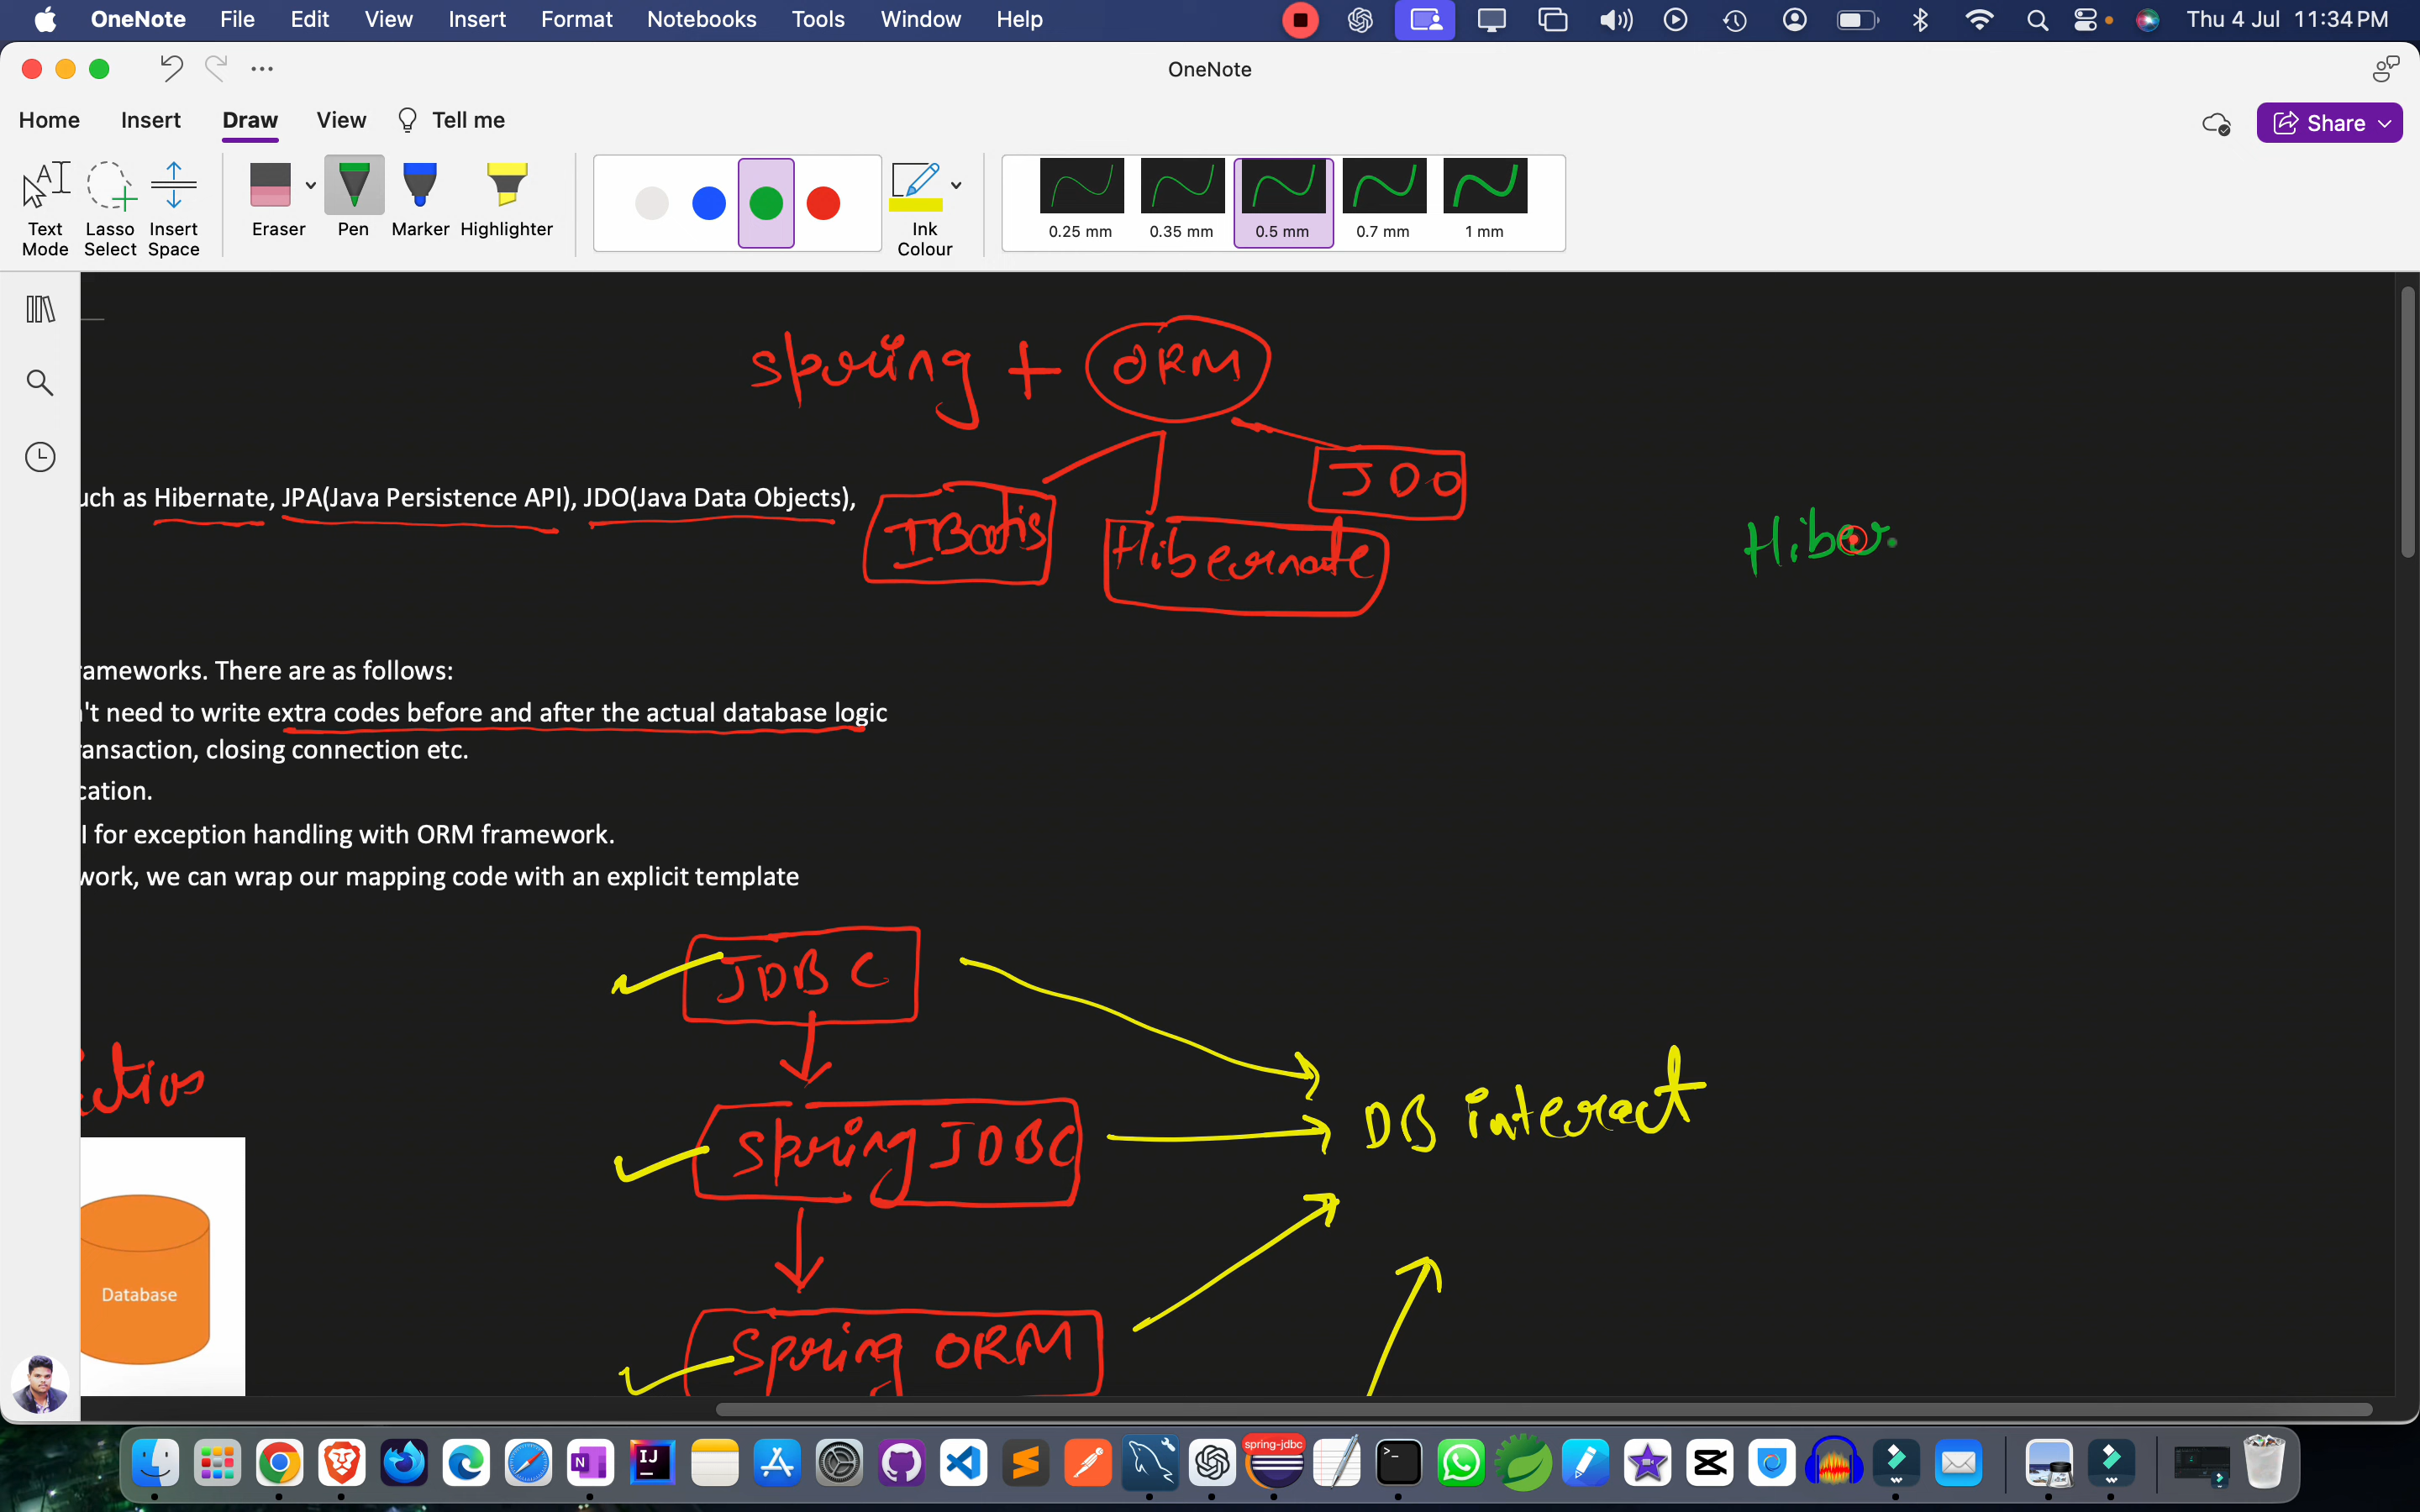 OneNote File Edit View Insert Format Notebooks Tools Window Help Thu 4 Jul 11:34 PM
OneNote
Home Insert Draw View Tell me Share
Text Mode Lasso Select Insert Space Eraser Pen Marker Highlighter Ink Colour 0.25 mm 0.35 mm 0.5 mm 0.7 mm 1 mm
spring + ORM
JDO
uch as Hibernate, JPA(Java Persistence API), JDO(Java Data Objects),
IBatis
Hibernate
Hiber
rameworks. There are as follows:
't need to write extra codes before and after the actual database logic
ransaction, closing connection etc.
cation.
I for exception handling with ORM framework.
work, we can wrap our mapping code with an explicit template
JDBC
DB interact
Spring JDBC
Database
Spring ORM
spring-jdbc